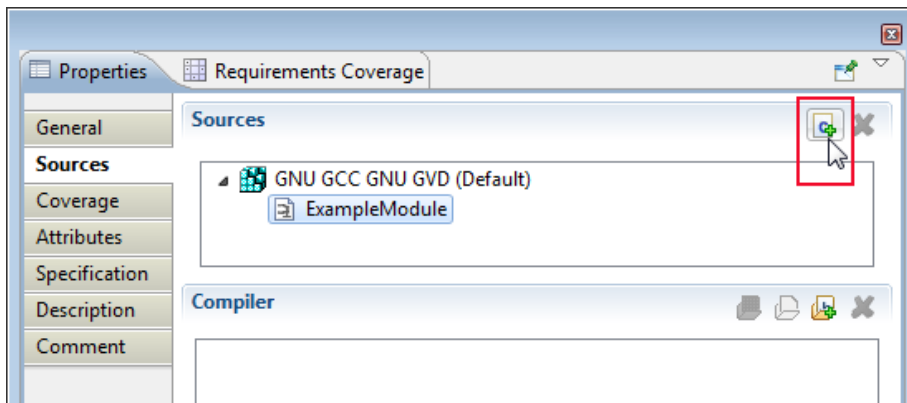 Properties
Requirements Coverage
General
Sources
Coverage
Attributes
Specification
Description
Comment
Sources
GNU GCC GNU GVD (Default)
ExampleModule
Compiler